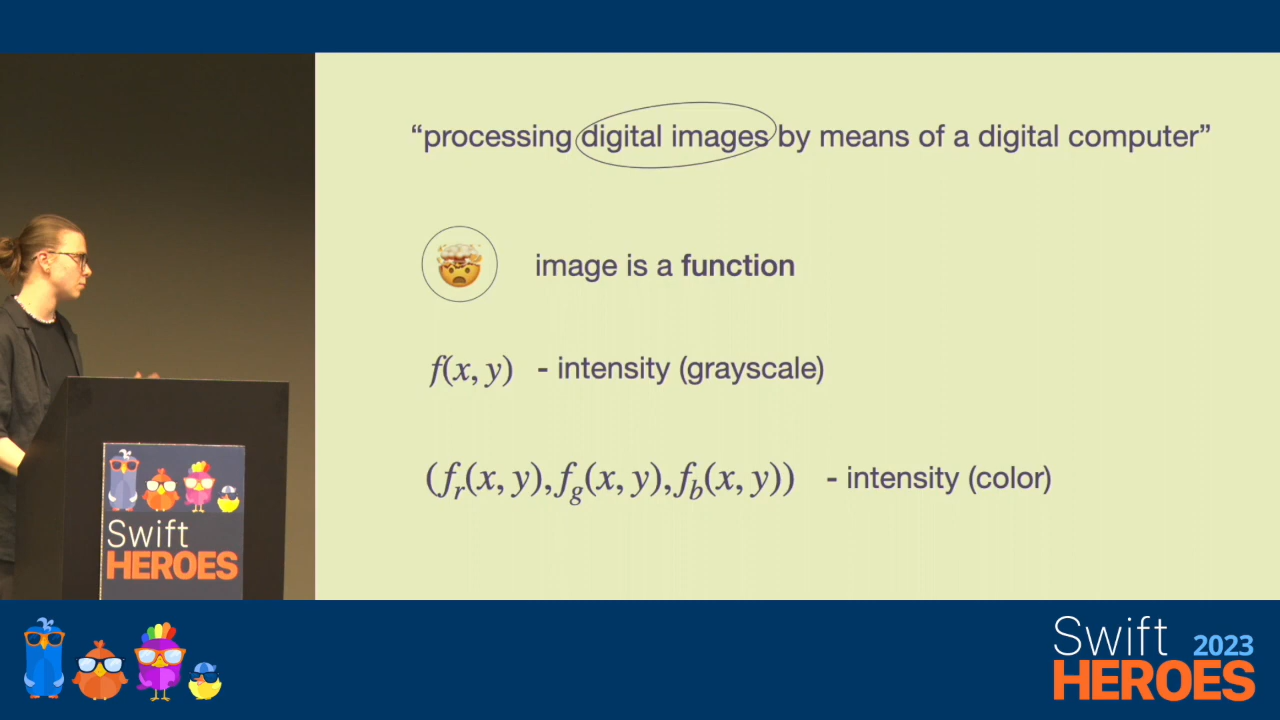 “processing digital images by means of a digital computer”
image is a function
f(x, y) - intensity (grayscale)
(f_r(x, y), f_g(x, y), f_b(x, y)) - intensity (color)
Swift
HEROES
Swift 2023
HEROES